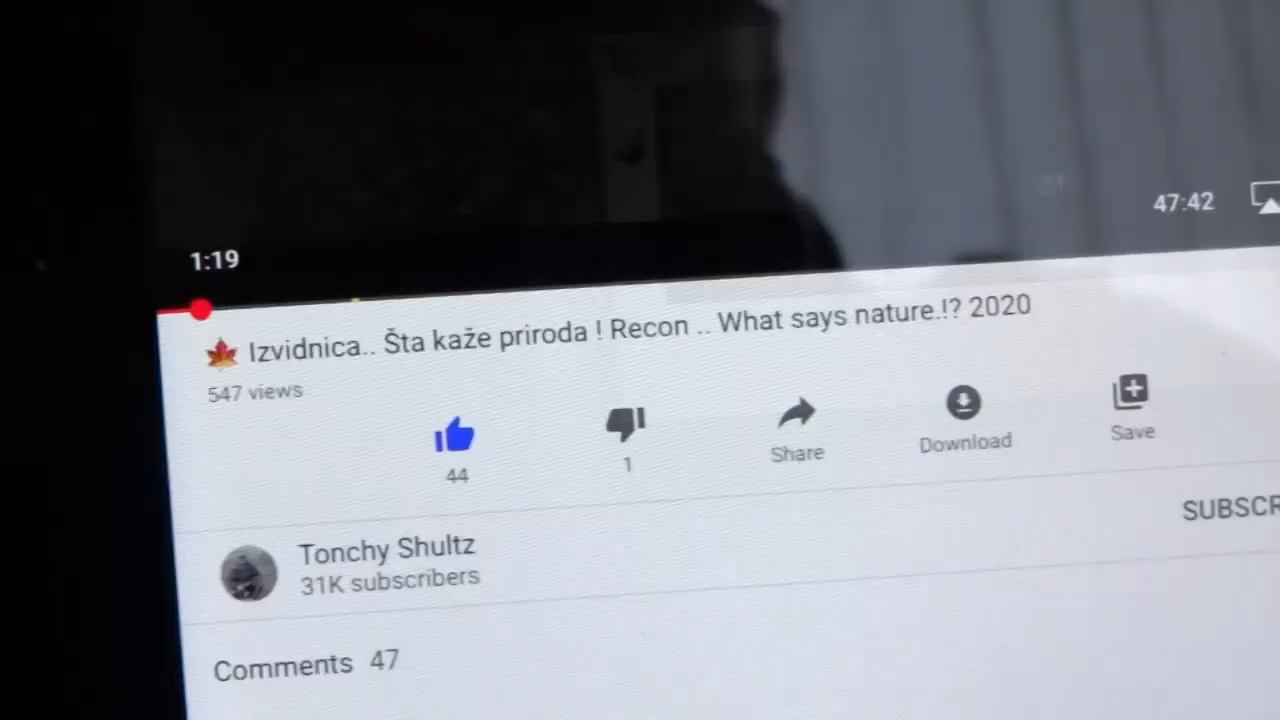 47:42
1:19
Izvidnica.. Šta kaže priroda ! Recon .. What says nature.!? 2020
547 views
44
1
Share
Download
Save
SUBSCR
Tonchy Shultz
31K subscribers
Comments 47